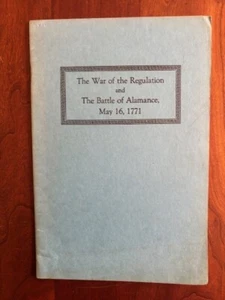 The War of the Regulation
and
The Battle of Alamance,
May 16, 1771